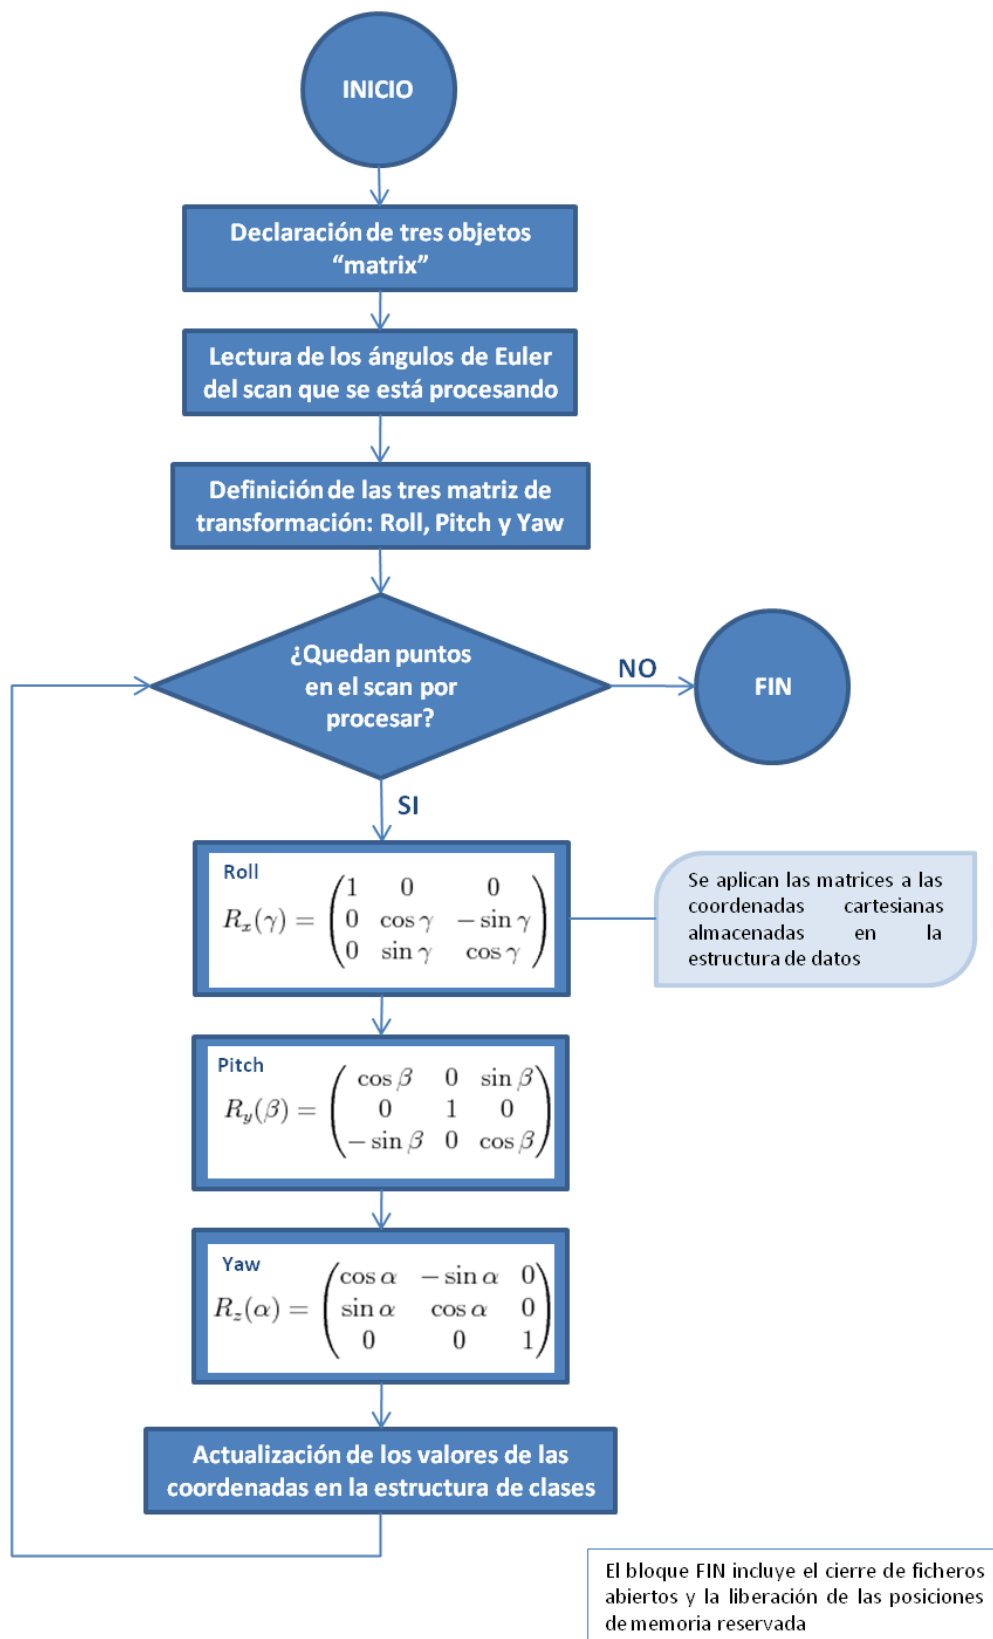 INICIO
Declaración de tres objetos
“matrix”
Lectura de los ángulos de Euler
del scan que se está procesando
Definición de las tres matriz de
transformación: Roll, Pitch y Yaw
¿Quedan puntos
en el scan por
procesar?
NO
FIN
SI
Roll
R_x(γ) = ( 1 0 0
0 cos γ − sin γ
0 sin γ cos γ )
Se aplican las matrices a las
coordenadas cartesianas
almacenadas en la
estructura de datos
Pitch
R_y(β) = ( cos β 0 sin β
0 1 0
− sin β 0 cos β )
Yaw
R_z(α) = ( cos α − sin α 0
sin α cos α 0
0 0 1 )
Actualización de los valores de las
coordenadas en la estructura de clases
El bloque FIN incluye el cierre de ficheros
abiertos y la liberación de las posiciones
de memoria reservada